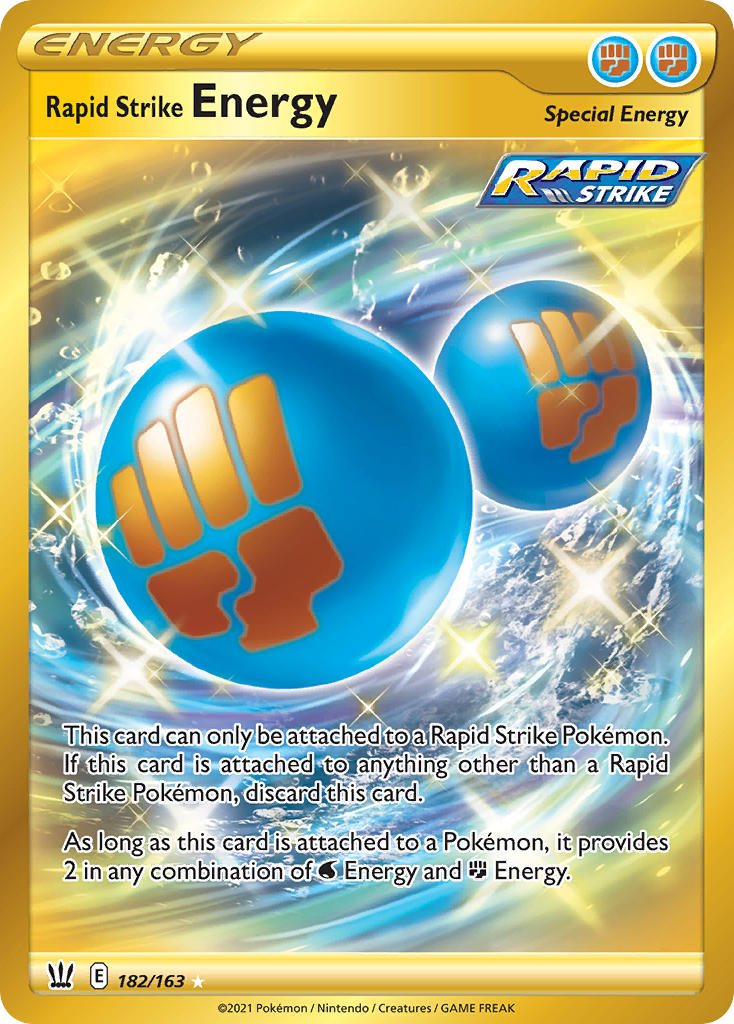 ENERGY
Rapid Strike Energy
Special Energy
RAPID
STRIKE
This card can only be attached to a Rapid Strike Pokémon.
If this card is attached to anything other than a Rapid
Strike Pokémon, discard this card.
As long as this card is attached to a Pokémon, it provides
2 in any combination of Energy and Energy.
E 182/163
©2021 Pokémon / Nintendo / Creatures / GAME FREAK